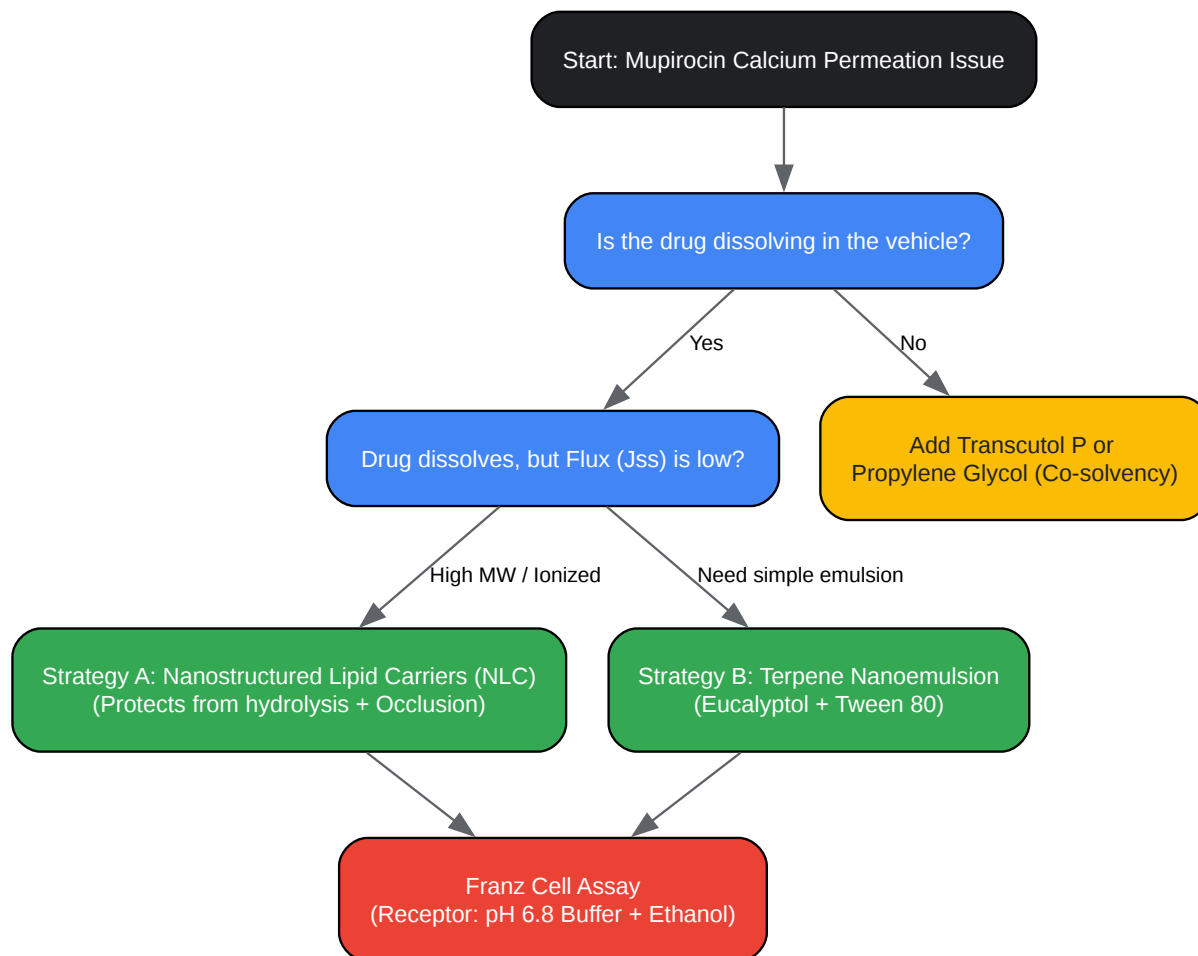 Start: Mupirocin Calcium Permeation Issue
Is the drug dissolving in the vehicle?
Yes
No
Drug dissolves, but Flux (Jss) is low?
Add Transcutol P or
Propylene Glycol (Co-solvency)
High MW / Ionized
Need simple emulsion
Strategy A: Nanostructured Lipid Carriers (NLC)
(Protects from hydrolysis + Occlusion)
Strategy B: Terpene Nanoemulsion
(Eucalyptol + Tween 80)
Franz Cell Assay
(Receptor: pH 6.8 Buffer + Ethanol)